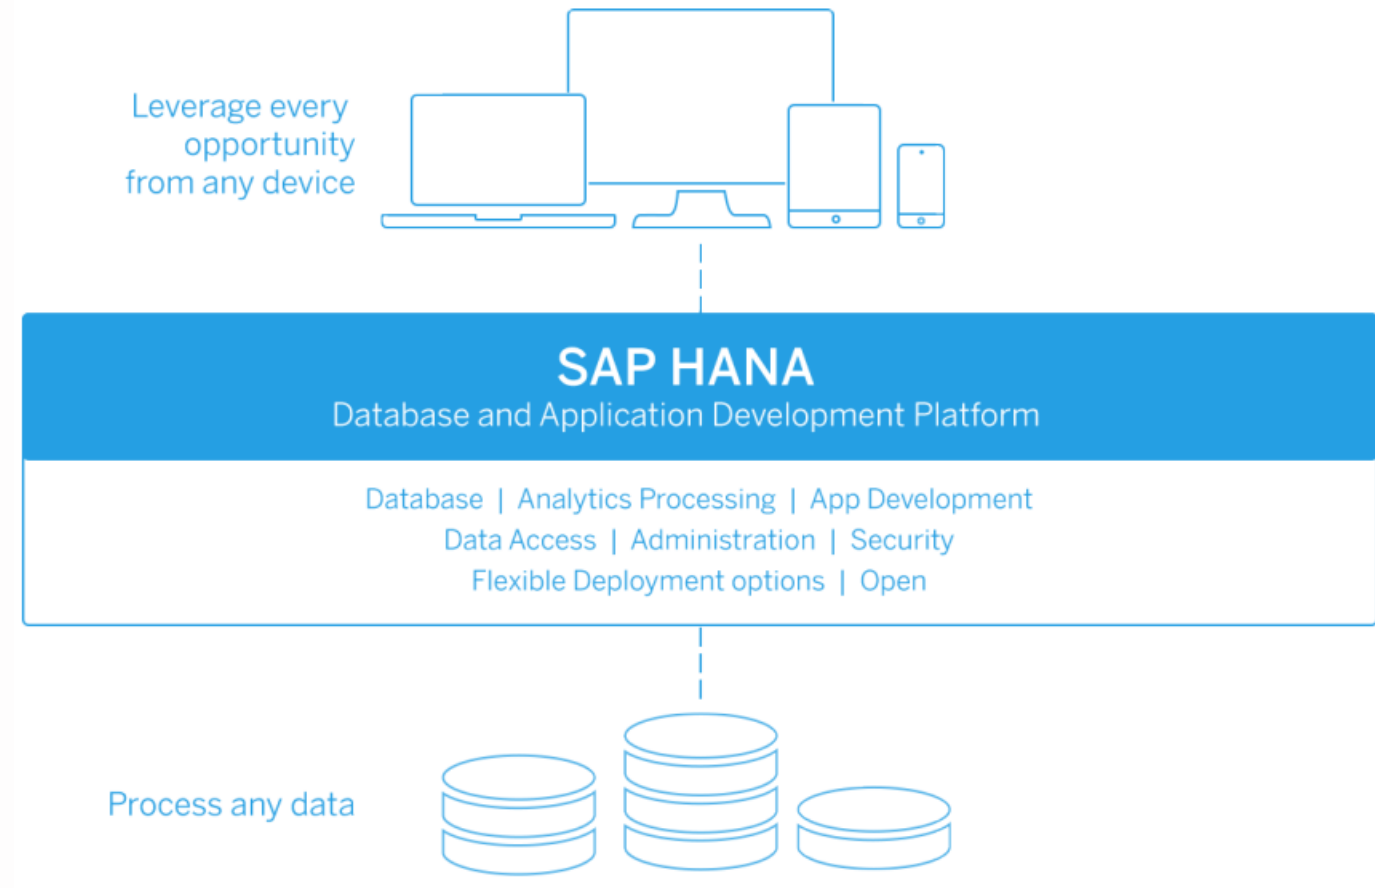 Leverage every
opportunity
from any device
SAP HANA
Database and Application Development Platform
Database | Analytics Processing | App Development
Data Access | Administration | Security
Flexible Deployment options | Open
Process any data